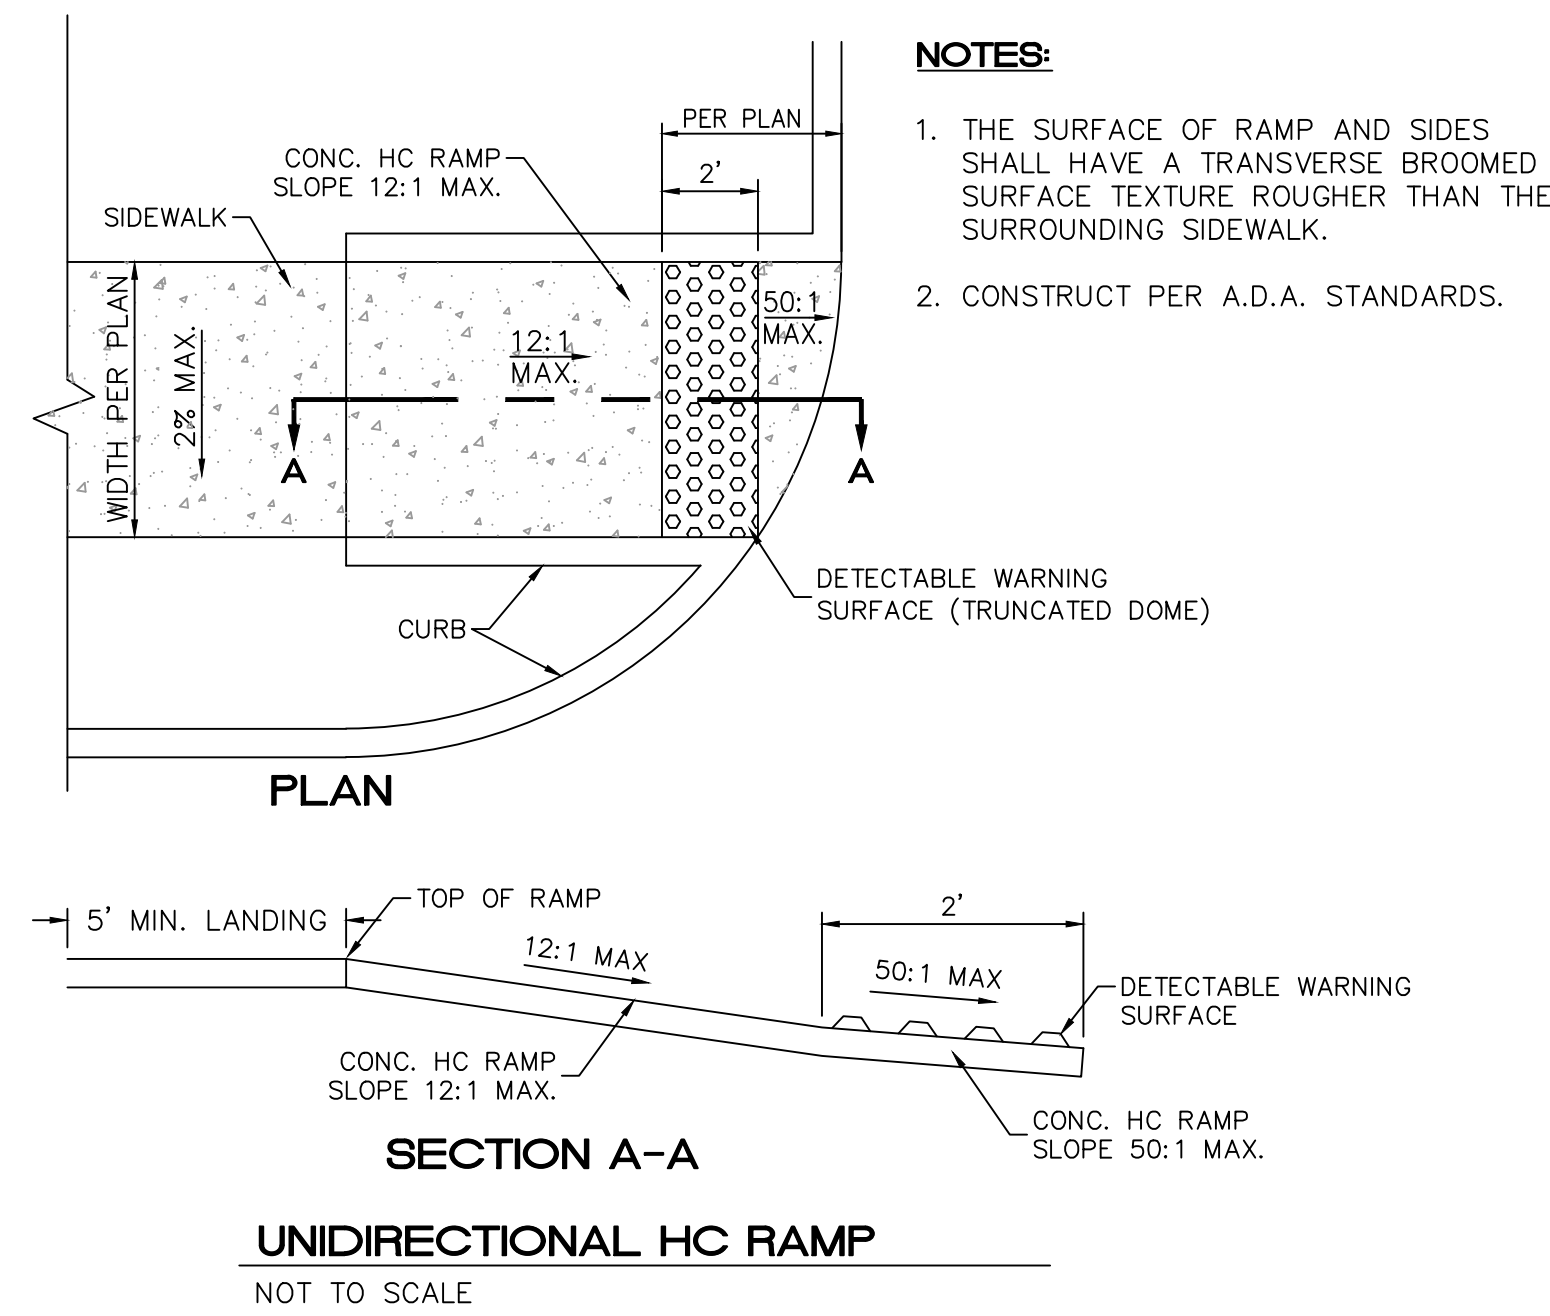 NOTES:
1. THE SURFACE OF RAMP AND SIDES
SHALL HAVE A TRANSVERSE BROOMED
SURFACE TEXTURE ROUGHER THAN THE
SURROUNDING SIDEWALK.
2. CONSTRUCT PER A.D.A. STANDARDS.
PER PLAN
2'
CONC. HC RAMP
SLOPE 12:1 MAX.
SIDEWALK
WIDTH PER PLAN
2% MAX.
12:1
MAX.
50:1
MAX.
A
A
DETECTABLE WARNING
SURFACE (TRUNCATED DOME)
CURB
PLAN
5' MIN. LANDING
TOP OF RAMP
12:1 MAX
2'
50:1 MAX
DETECTABLE WARNING
SURFACE
CONC. HC RAMP
SLOPE 12:1 MAX.
CONC. HC RAMP
SLOPE 50:1 MAX.
SECTION A-A
UNIDIRECTIONAL HC RAMP
NOT TO SCALE